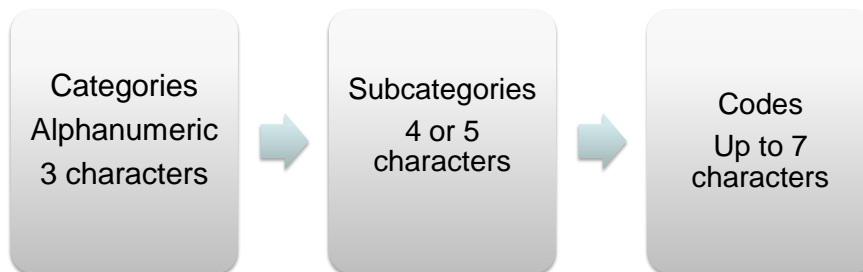 Categories
Alphanumeric
3 characters
Subcategories
4 or 5
characters
Codes
Up to 7
characters